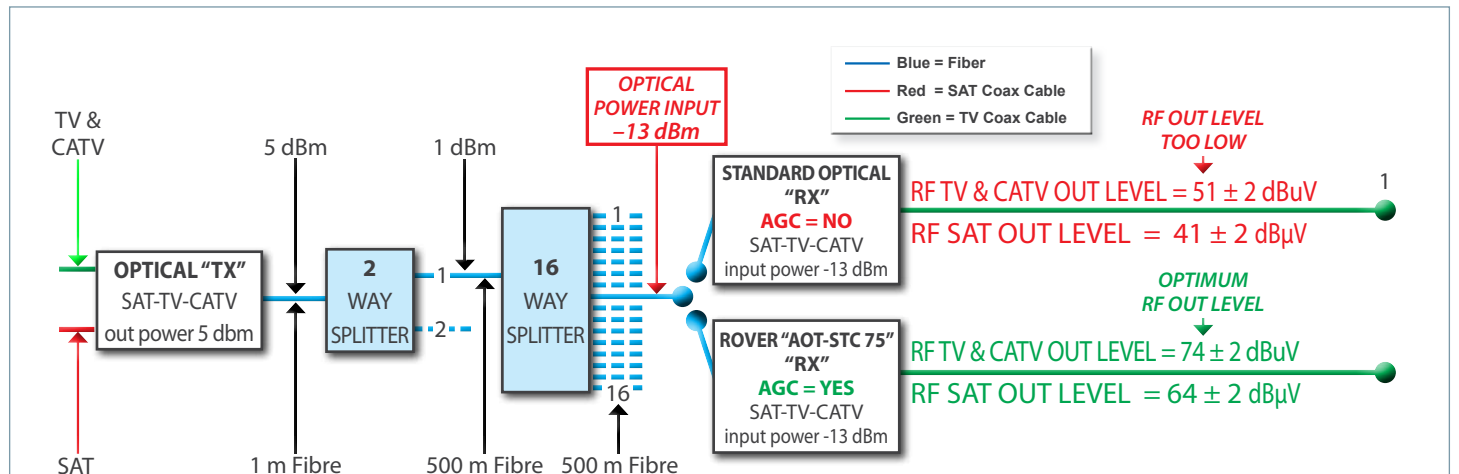 Blue = Fiber
Red = SAT Coax Cable
Green = TV Coax Cable
OPTICAL
POWER INPUT
–13 dBm
RF OUT LEVEL
TOO LOW
TV &
CATV
5 dBm
1 dBm
STANDARD OPTICAL
“RX”
AGC = NO
SAT-TV-CATV
input power -13 dBm
RF TV & CATV OUT LEVEL = 51 ± 2 dBuV
1
RF SAT OUT LEVEL = 41 ± 2 dBµV
OPTICAL “TX”
SAT-TV-CATV
out power 5 dbm
2
WAY
SPLITTER
1
2
16
WAY
SPLITTER
1
16
OPTIMUM
RF OUT LEVEL
ROVER “AOT-STC 75”
“RX”
AGC = YES
SAT-TV-CATV
input power -13 dBm
RF TV & CATV OUT LEVEL = 74 ± 2 dBuV
RF SAT OUT LEVEL = 64 ± 2 dBµV
SAT
1 m Fibre
500 m Fibre
500 m Fibre